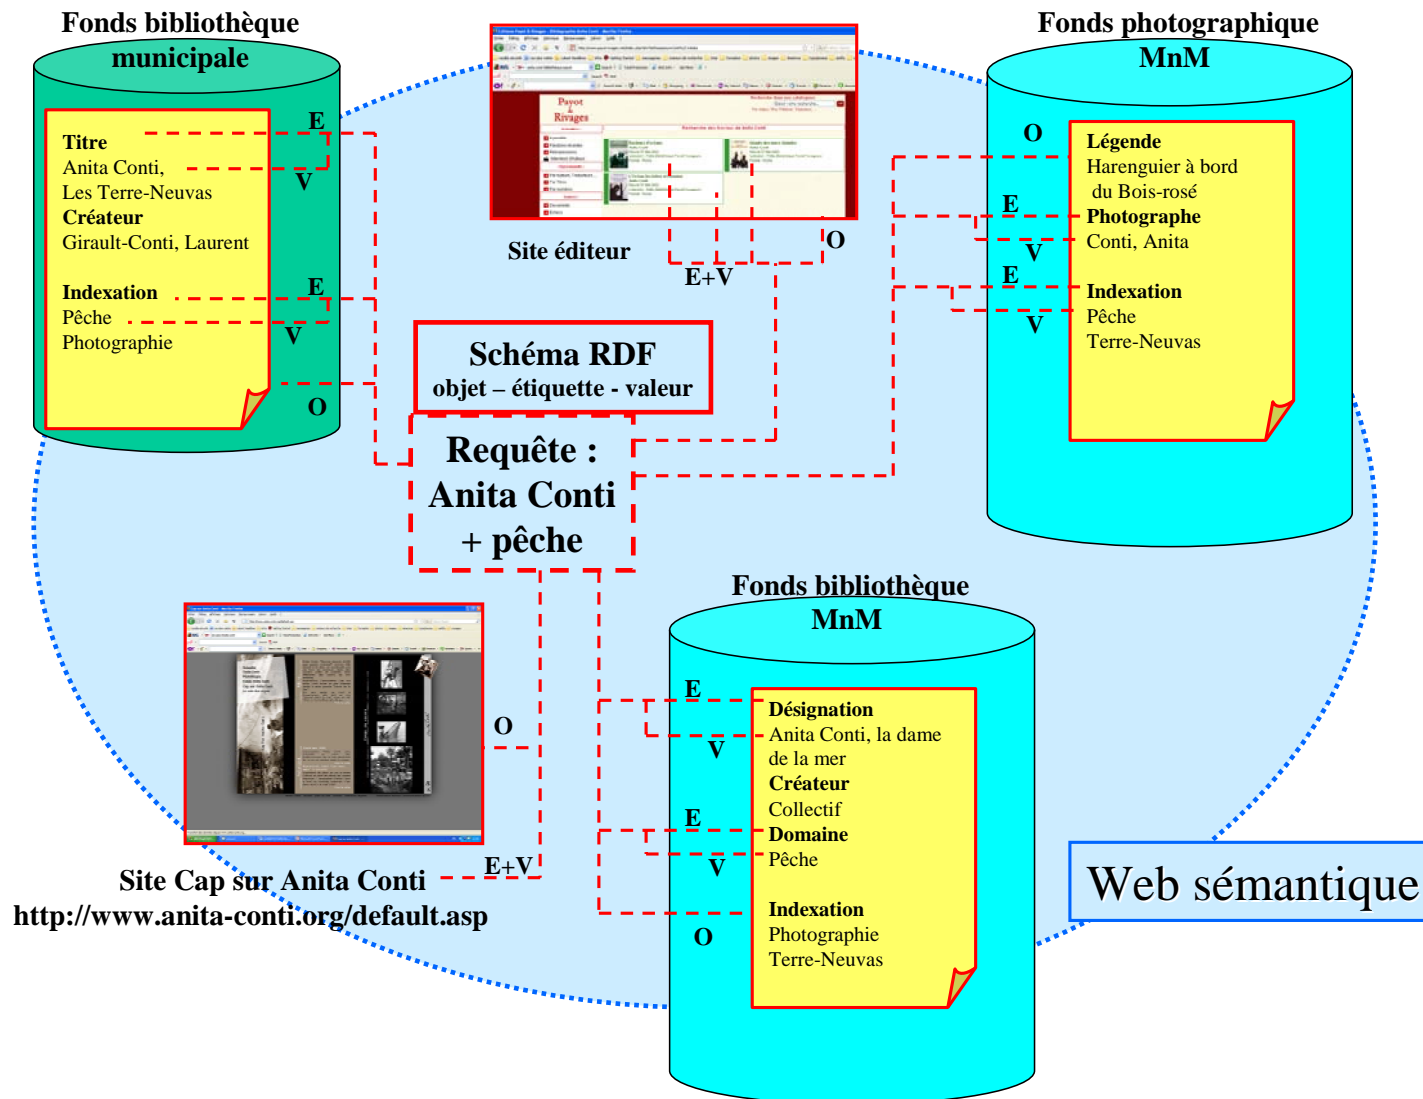 Fonds bibliothèque
municipale
E
Titre
Anita Conti,
V
Les Terre-Neuvas
Créateur
Girault-Conti, Laurent
Indexation
E
Pêche
V
Photographie
O
Payot
&
Rivages
Site éditeur
E+V
O
Fonds photographique
MnM
O
Légende
Harenguier à bord
du Bois-rosé
E
Photographe
V
Conti, Anita
E
Indexation
V
Pêche
Terre-Neuvas
Schéma RDF
objet – étiquette - valeur
Requête :
Anita Conti
+ pêche
O
E+V
Site Cap sur Anita Conti
http://www.anita-conti.org/default.asp
Fonds bibliothèque
MnM
E
Désignation
V
Anita Conti, la dame
de la mer
Créateur
Collectif
E
Domaine
V
Pêche
Indexation
O
Photographie
Terre-Neuvas
Web sémantique